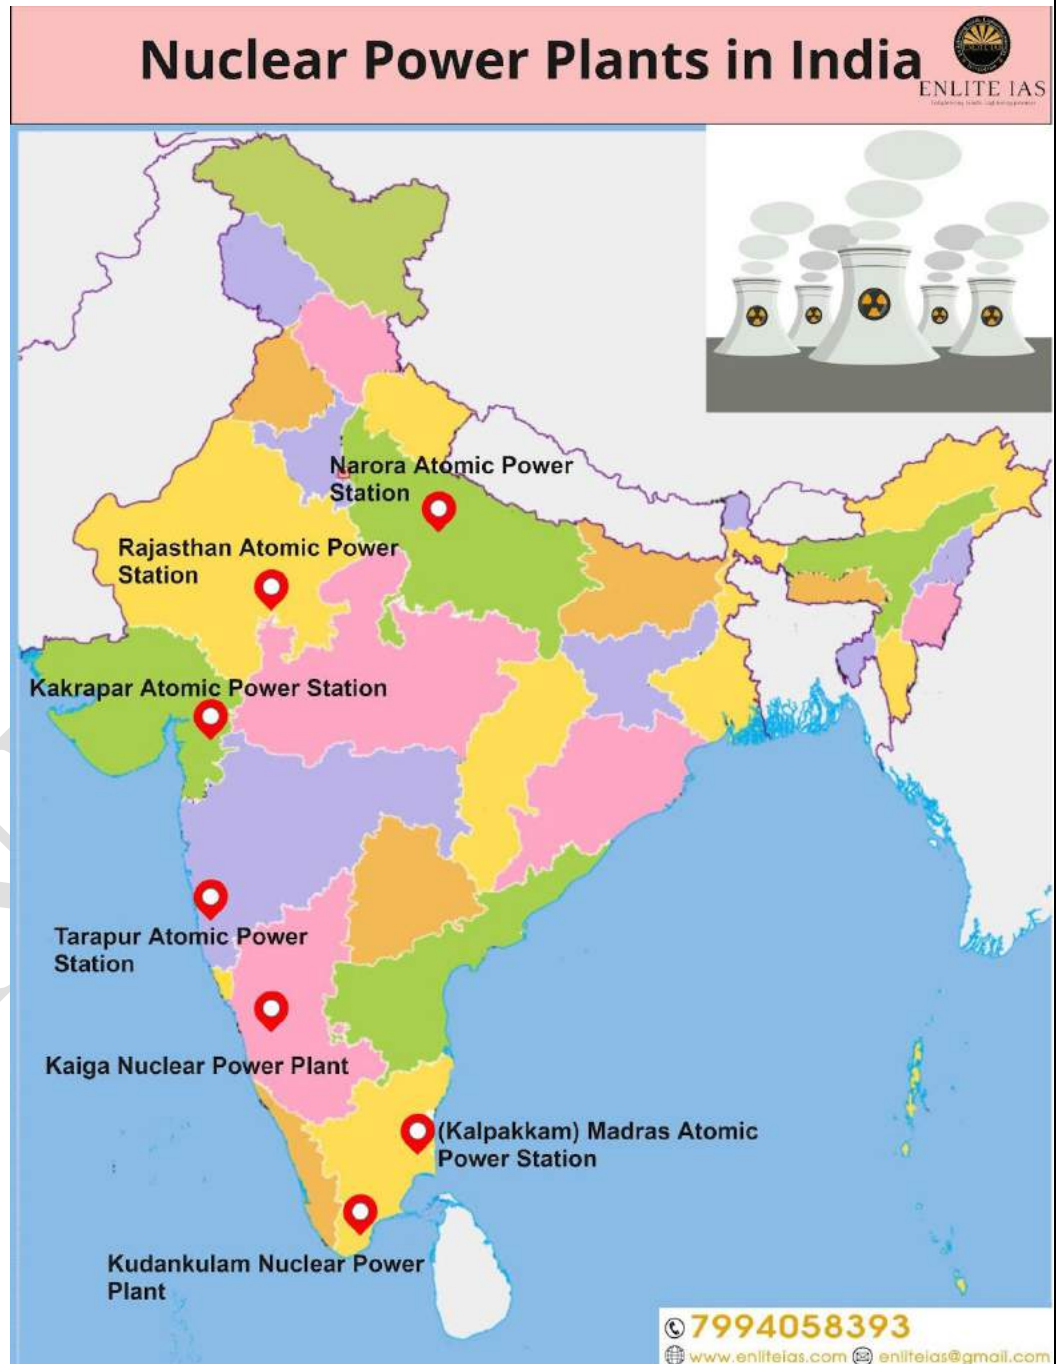 Nuclear Power Plants in India
ENLITE IAS
Narora Atomic Power
Station
Rajasthan Atomic Power
Station
Kakrapar Atomic Power Station
Tarapur Atomic Power
Station
Kaiga Nuclear Power Plant
(Kalpakkam) Madras Atomic
Power Station
Kudankulam Nuclear Power
Plant
7994058393
www.enliteias.com enliteias@gmail.com